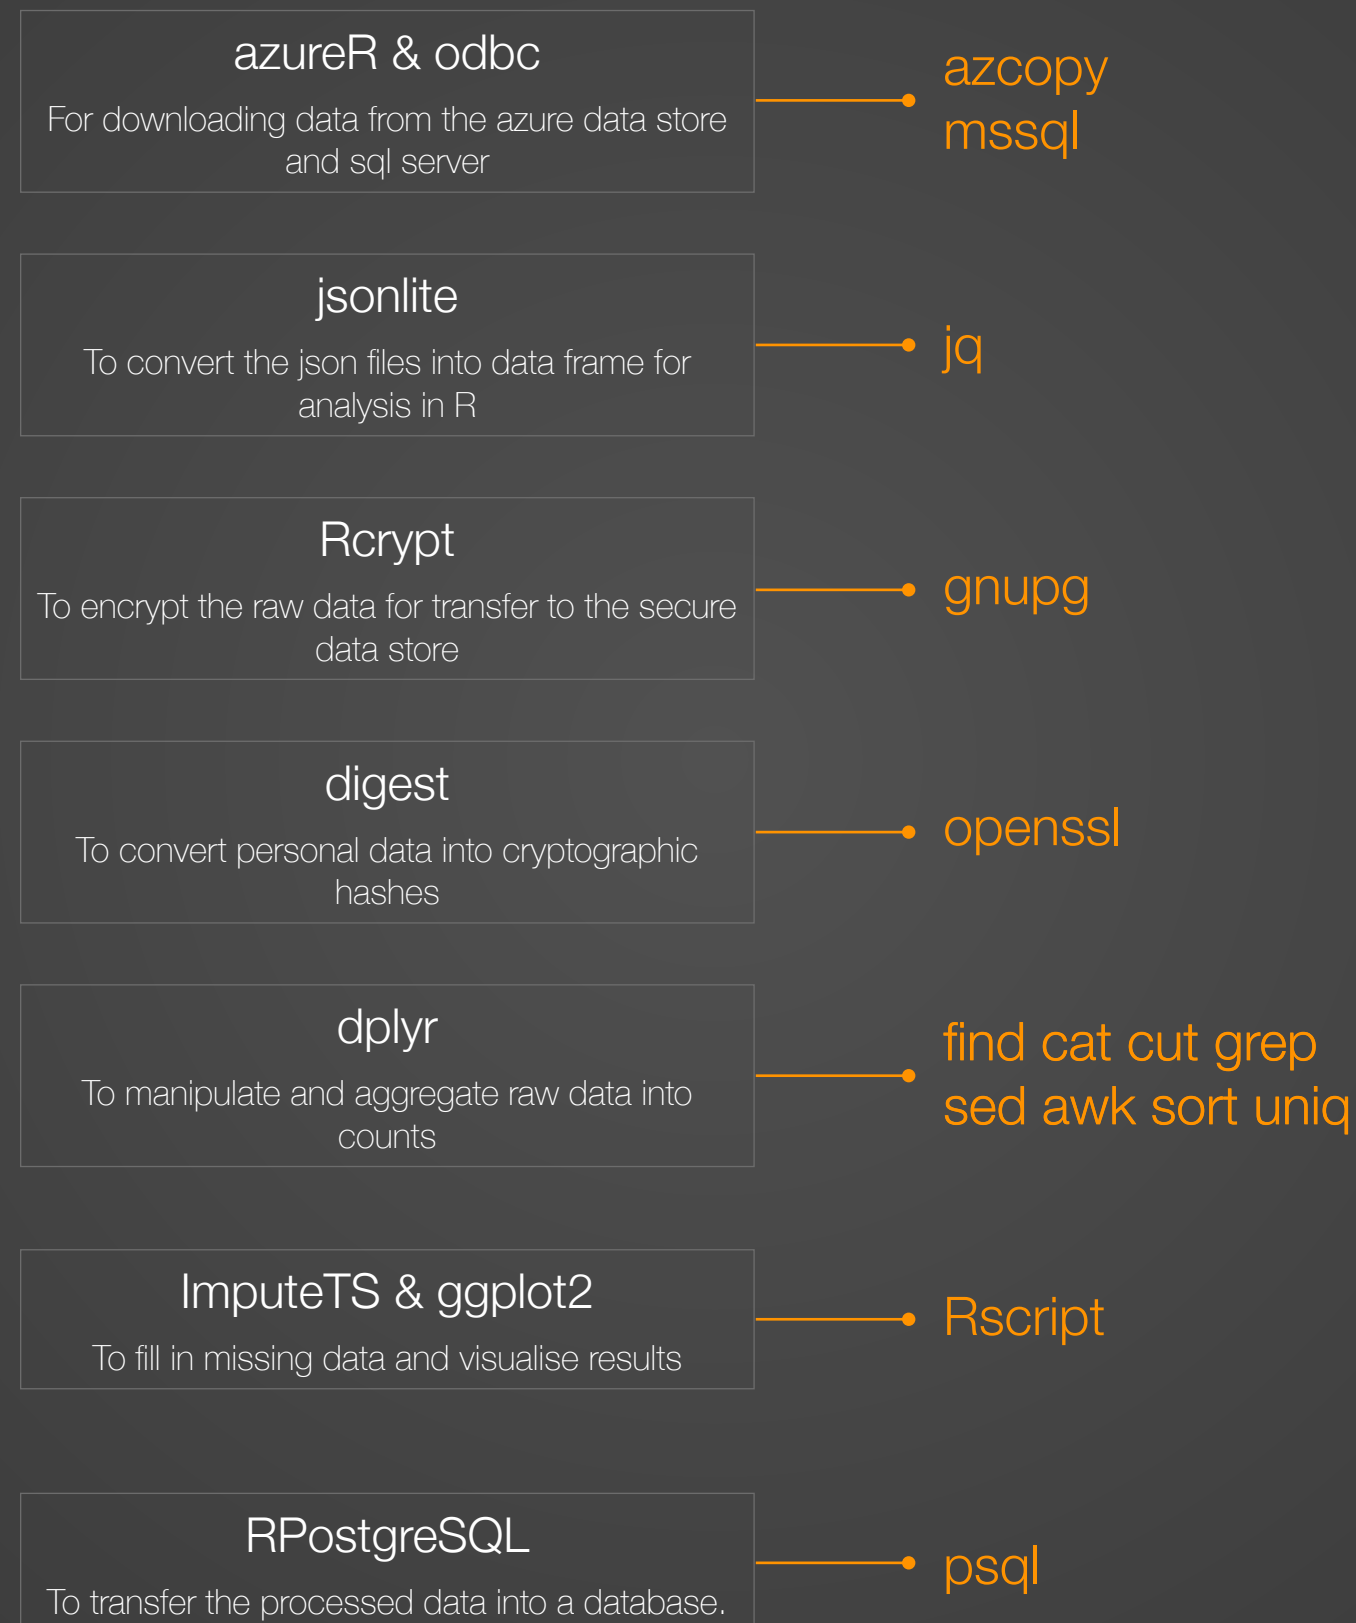 azureR & odbc
For downloading data from the azure data store
and sql server
azcopy
mssql
jsonlite
To convert the json files into data frame for
analysis in R
jq
Rcrypt
To encrypt the raw data for transfer to the secure
data store
gnupg
digest
To convert personal data into cryptographic
hashes
openssl
dplyr
To manipulate and aggregate raw data into
counts
find cat cut grep
sed awk sort uniq
ImputeTS & ggplot2
To fill in missing data and visualise results
Rscript
RPostgreSQL
To transfer the processed data into a database.
psql